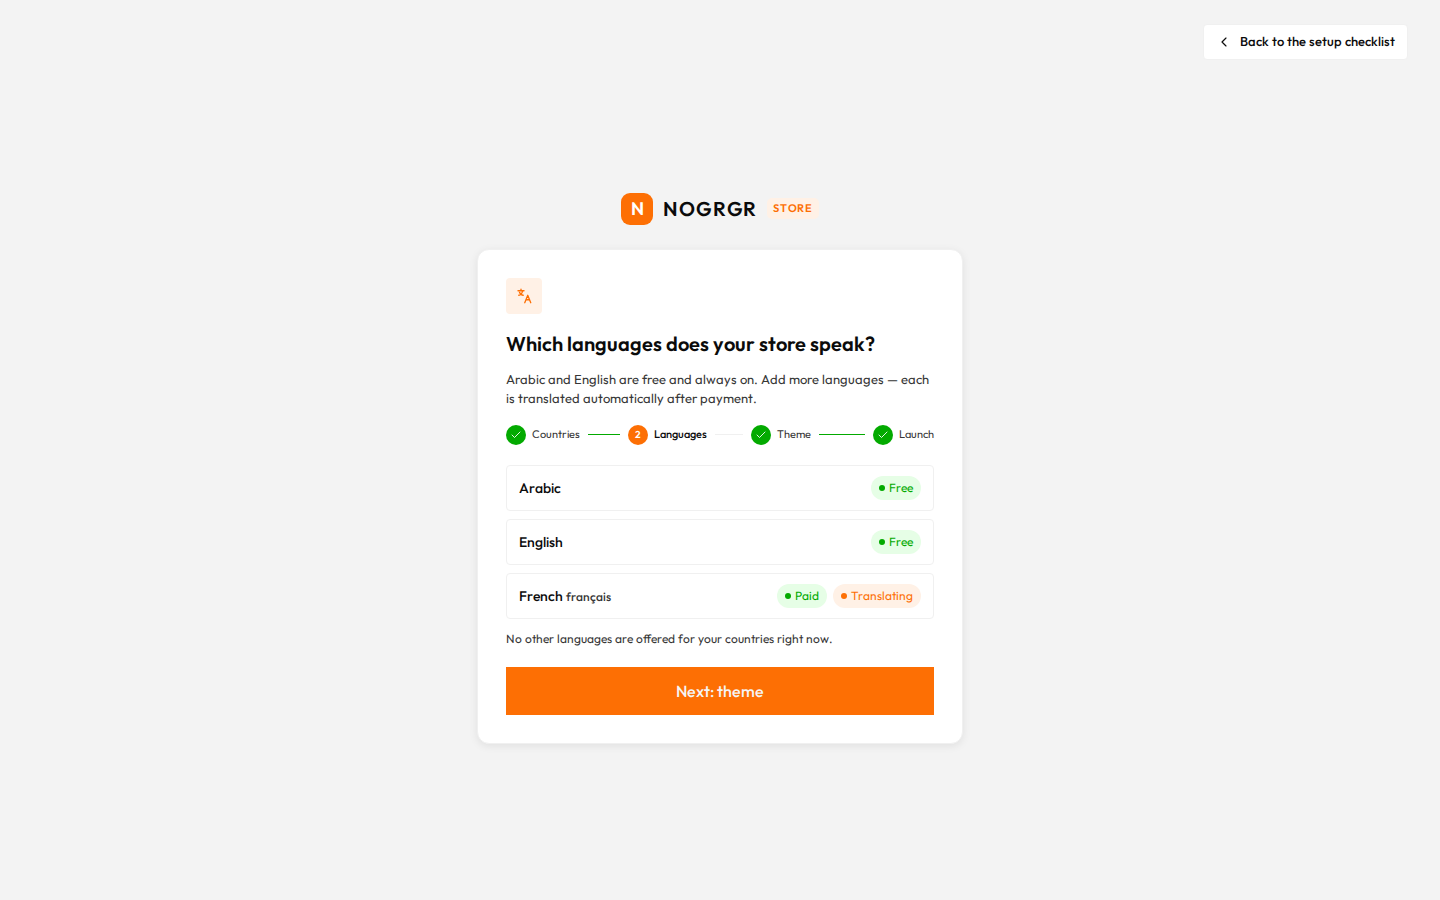 Back to the setup checklist
N NOGRGR STORE
Which languages does your store speak?
Arabic and English are free and always on. Add more languages — each
is translated automatically after payment.
Countries 2 Languages Theme Launch
Arabic Free
English Free
French français Paid Translating
No other languages are offered for your countries right now.
Next: theme